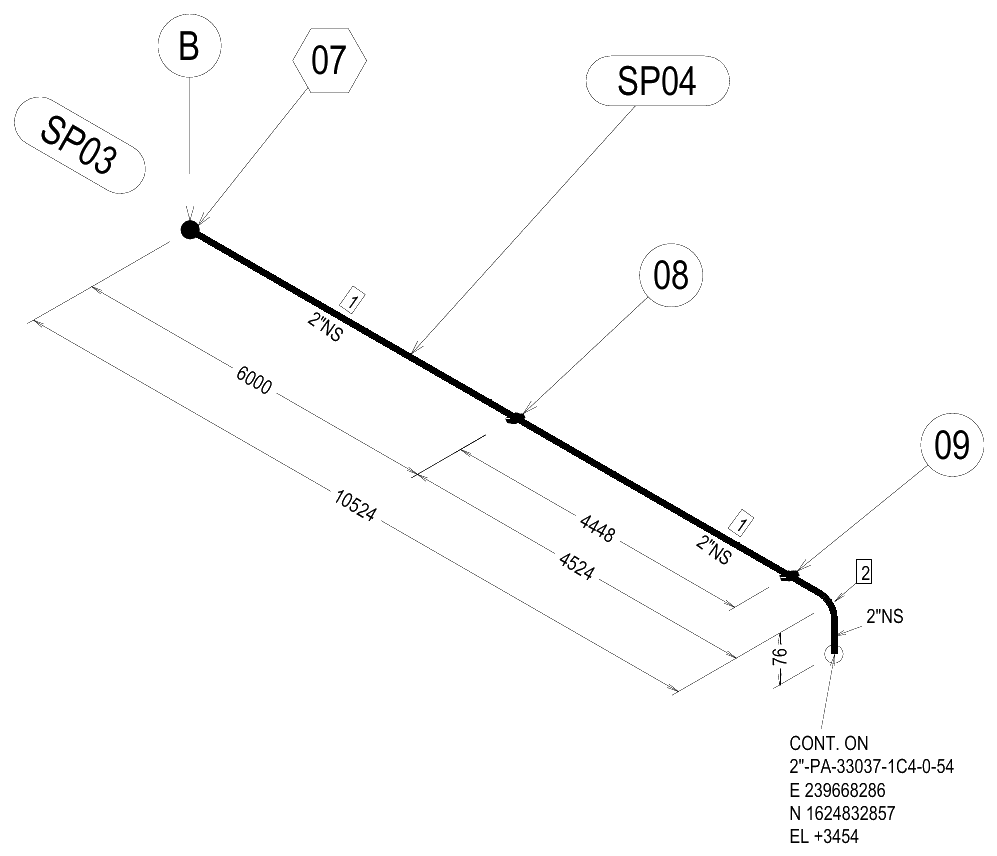 B
07
SP04
SP03
08
1
2"NS
6000
09
10524
4448
1
2"NS
4524
2
2"NS
76
CONT. ON
2"-PA-33037-1C4-0-54
E 239668286
N 1624832857
EL +3454